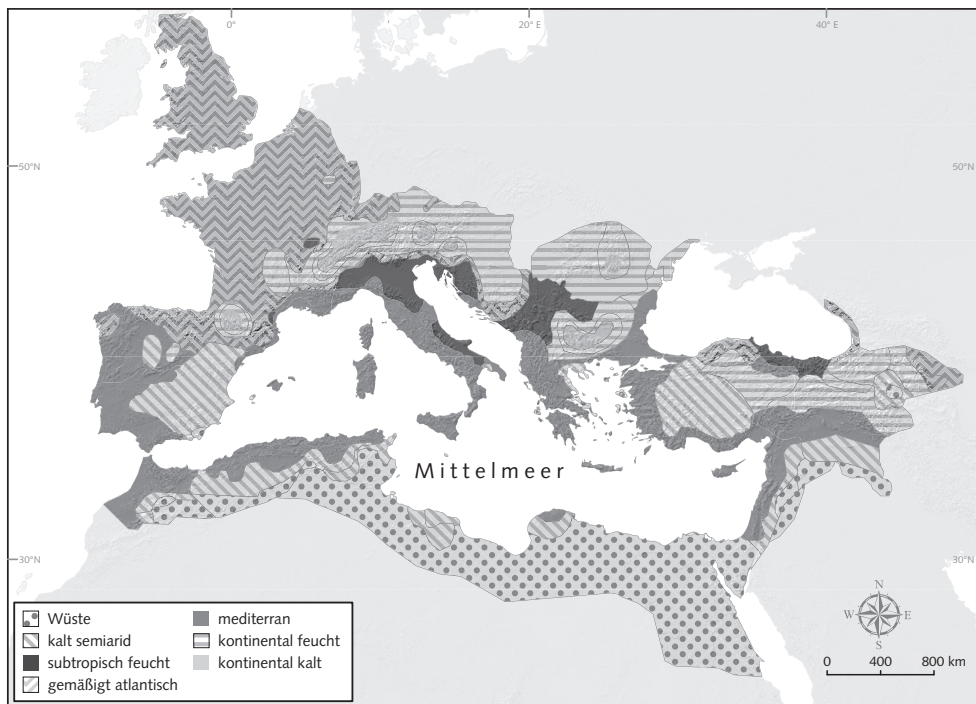 0°
20° E
40° E
50°N
50°N
Mittelmeer
30°N
30°N
N
W
E
S
0
400
800 km
Wüste
kalt semiarid
subtropisch feucht
gemäßigt atlantisch
mediterran
kontinental feucht
kontinental kalt